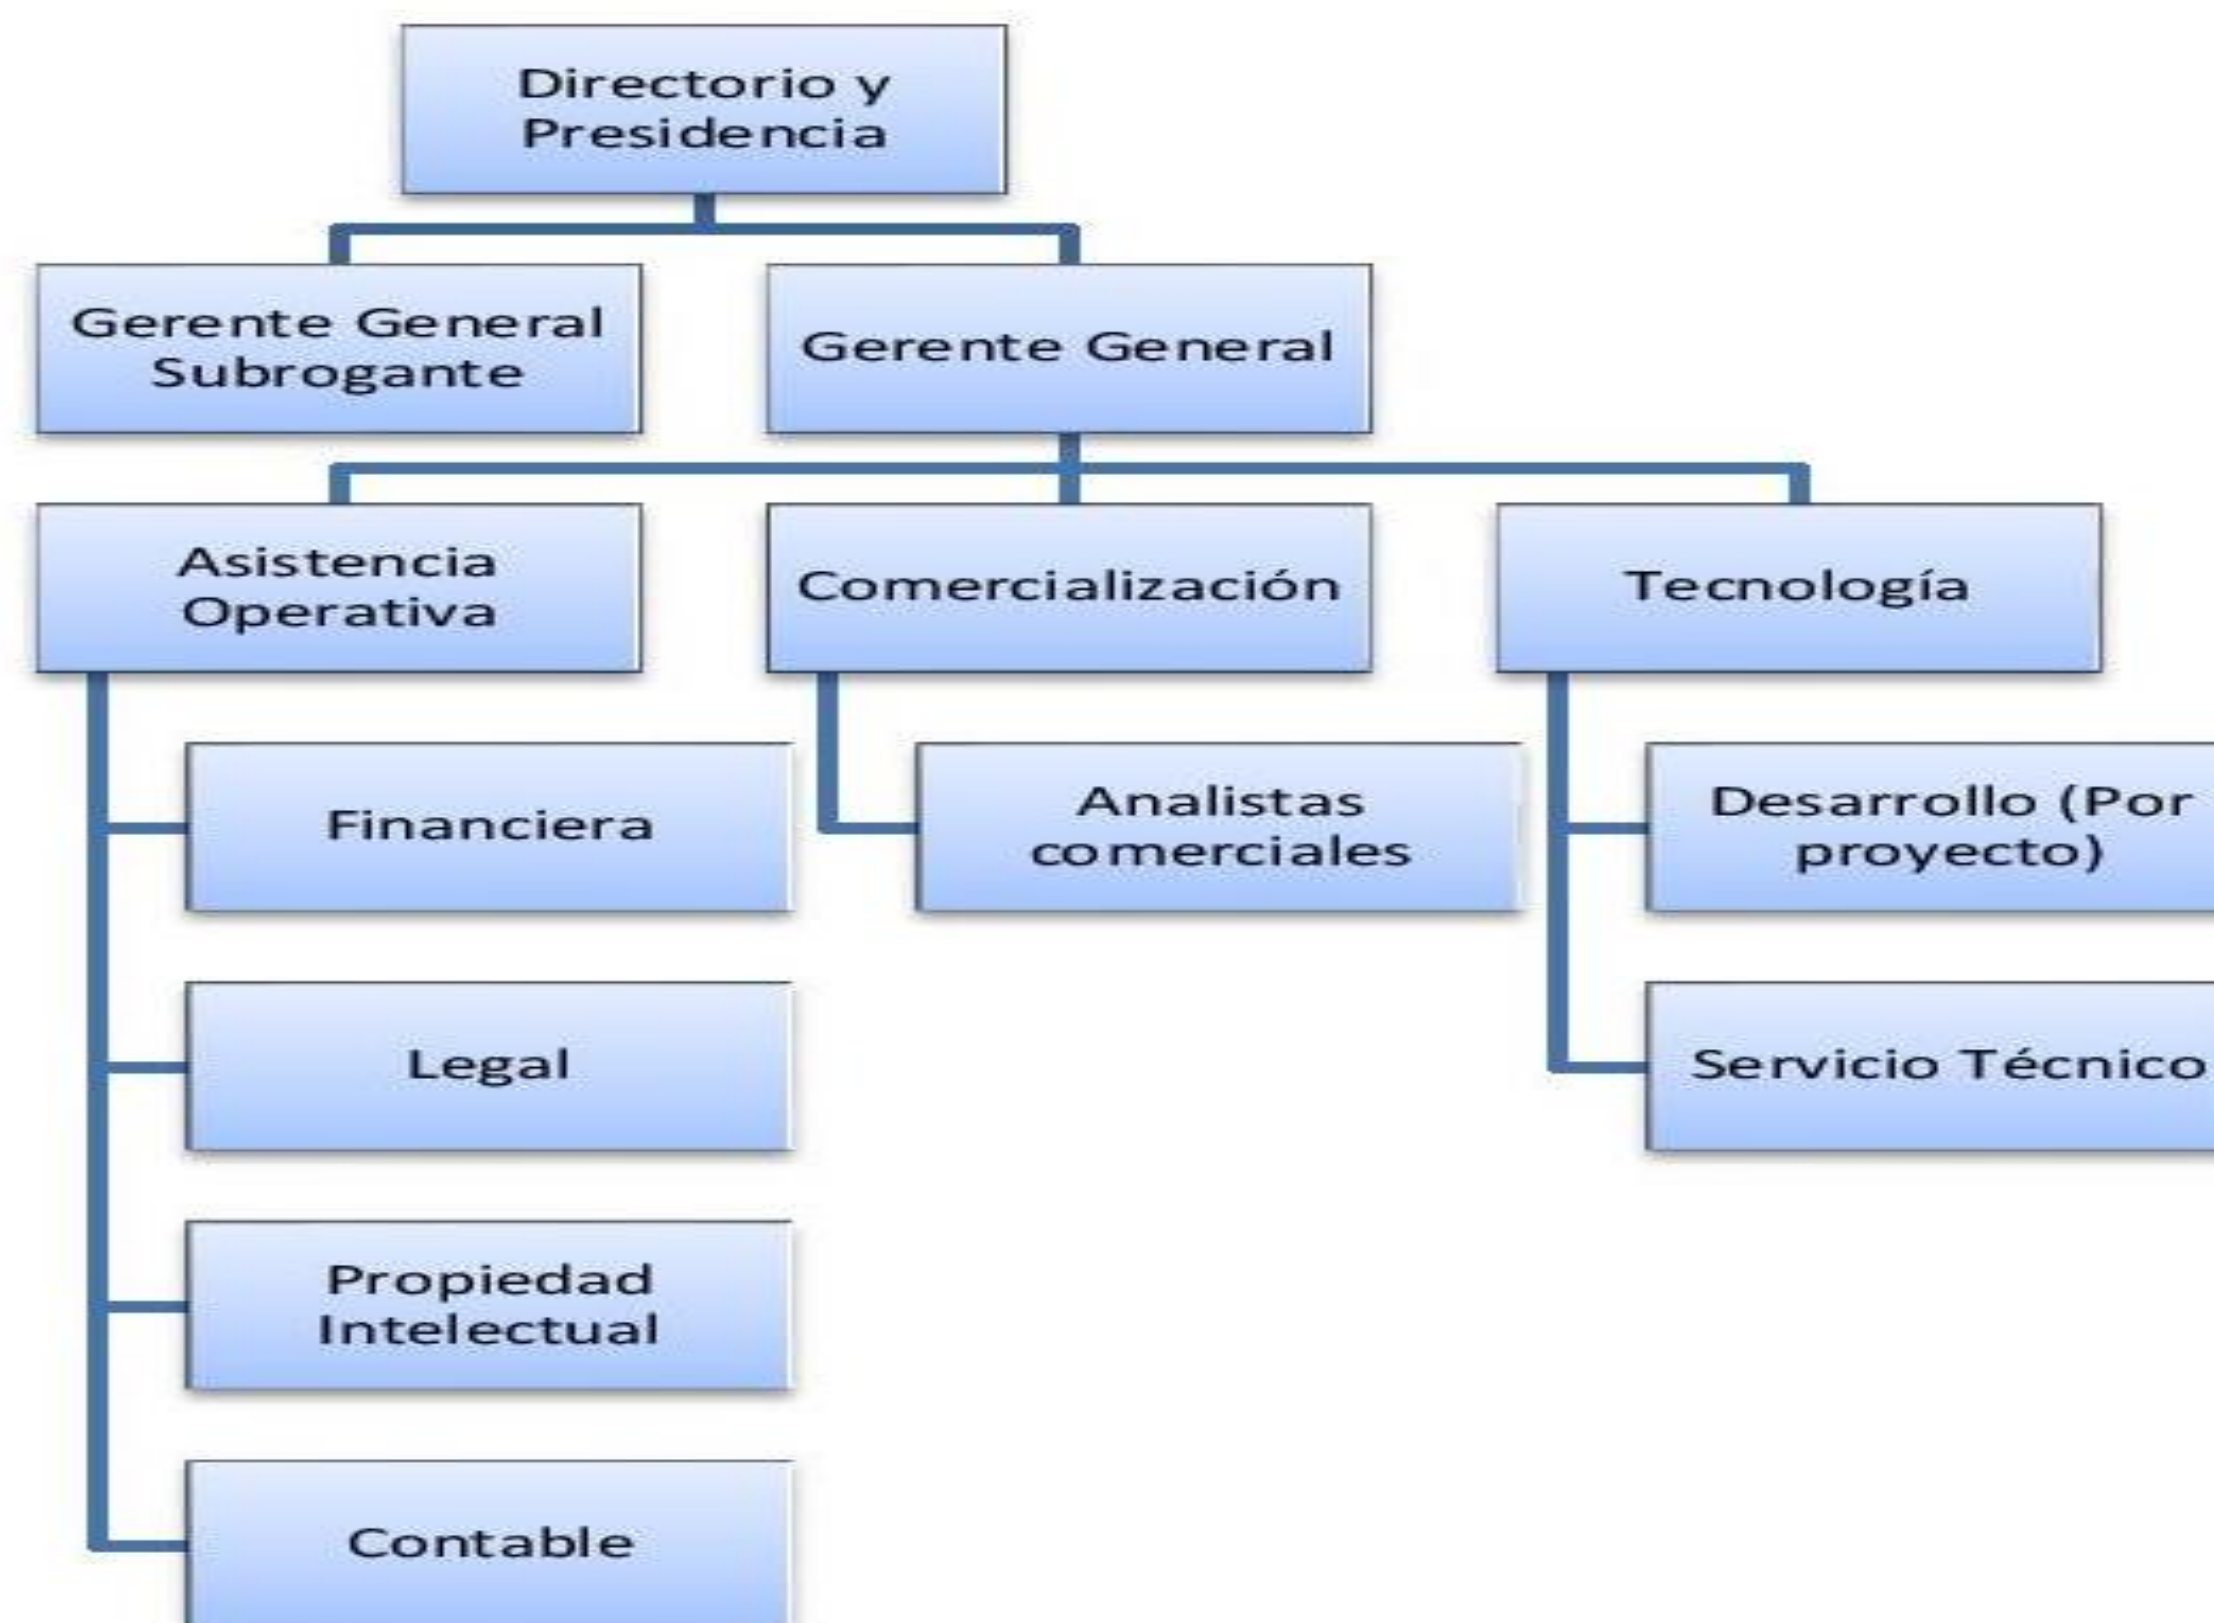 Directorio y
Presidencia
Gerente General
Subrogante
Gerente General
Asistencia
Operativa
Comercialización
Tecnología
Financiera
Analistas
comerciales
Desarrollo (Por
proyecto)
Legal
Servicio Técnico
Propiedad
Intelectual
Contable